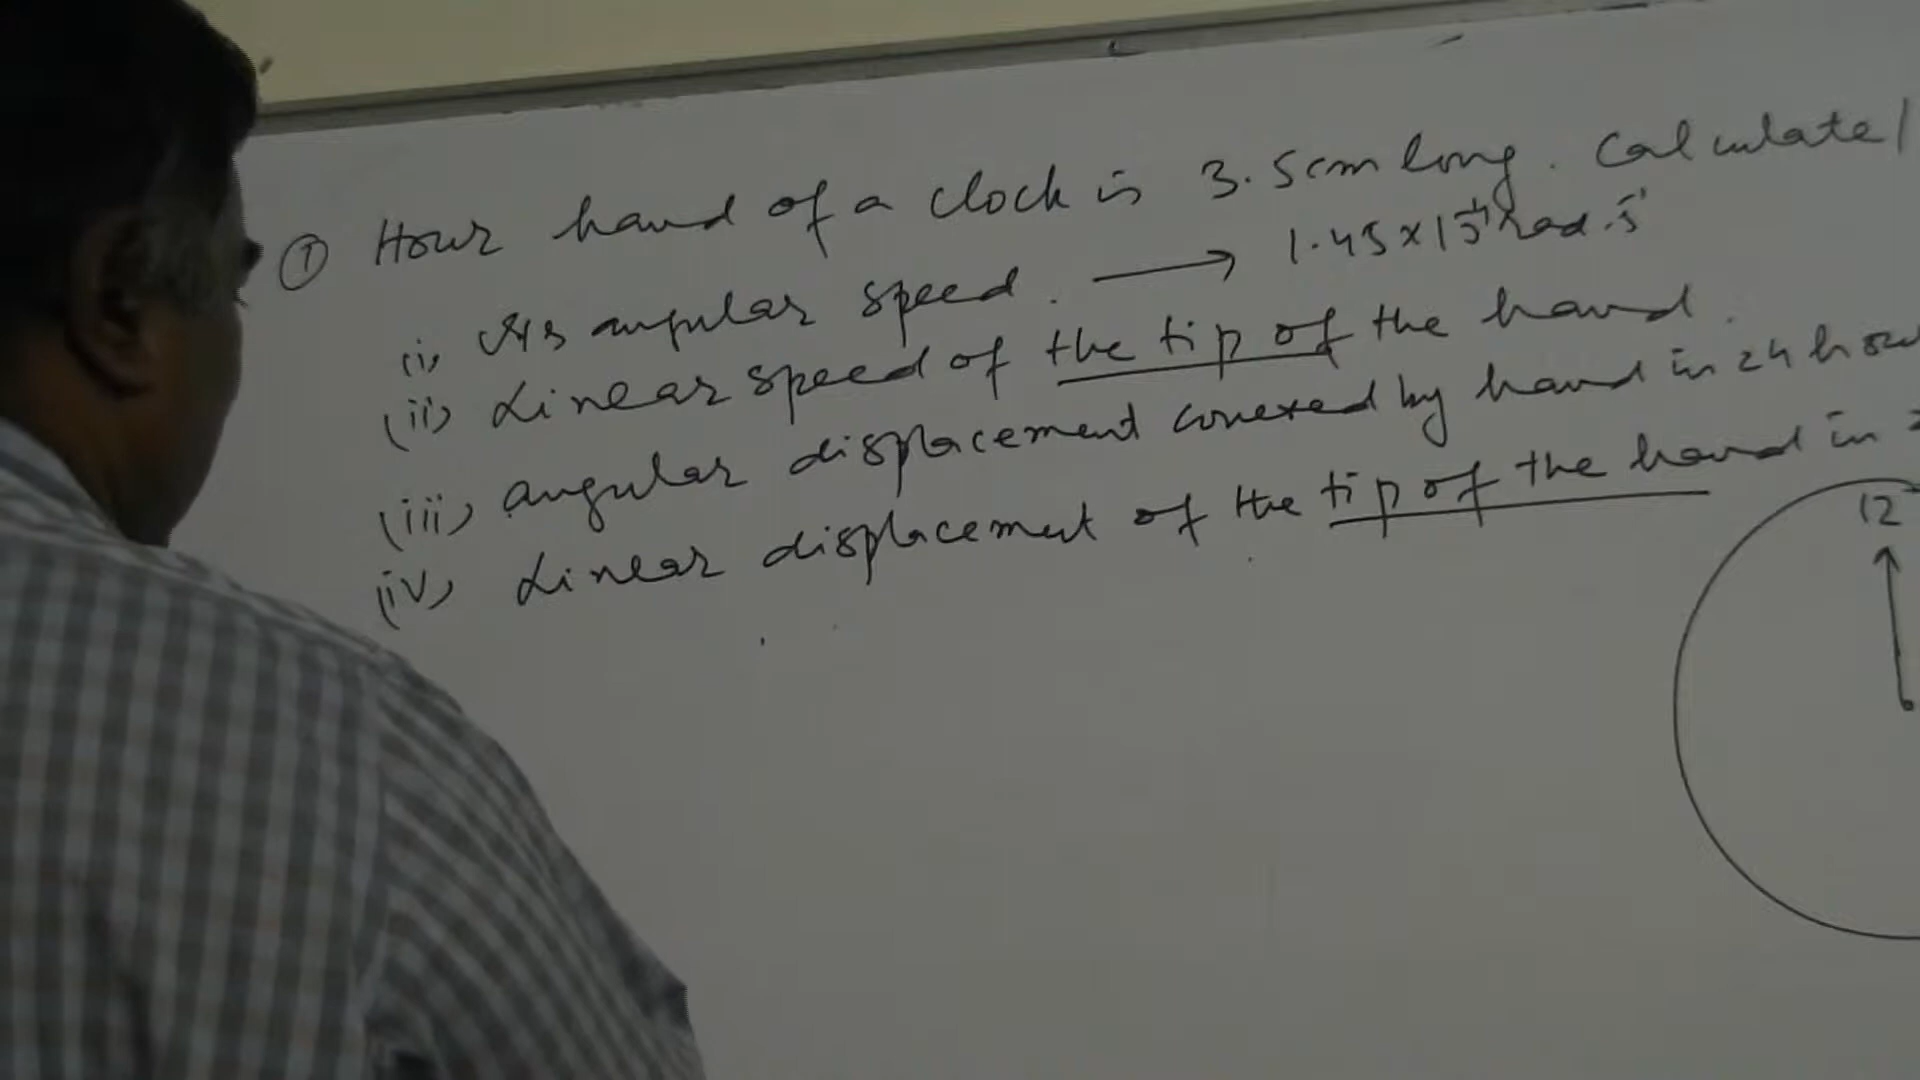 ① Hour hand of a clock is 3.5cm long. Calculate
(i) Its angular speed. → 1.45×10⁻⁴ rad.s⁻¹
(ii) Linear speed of the tip of the hand.
(iii) angular displacement covered by hand in 24 hou
(iv) Linear displacement of the tip of the hand in 2
12